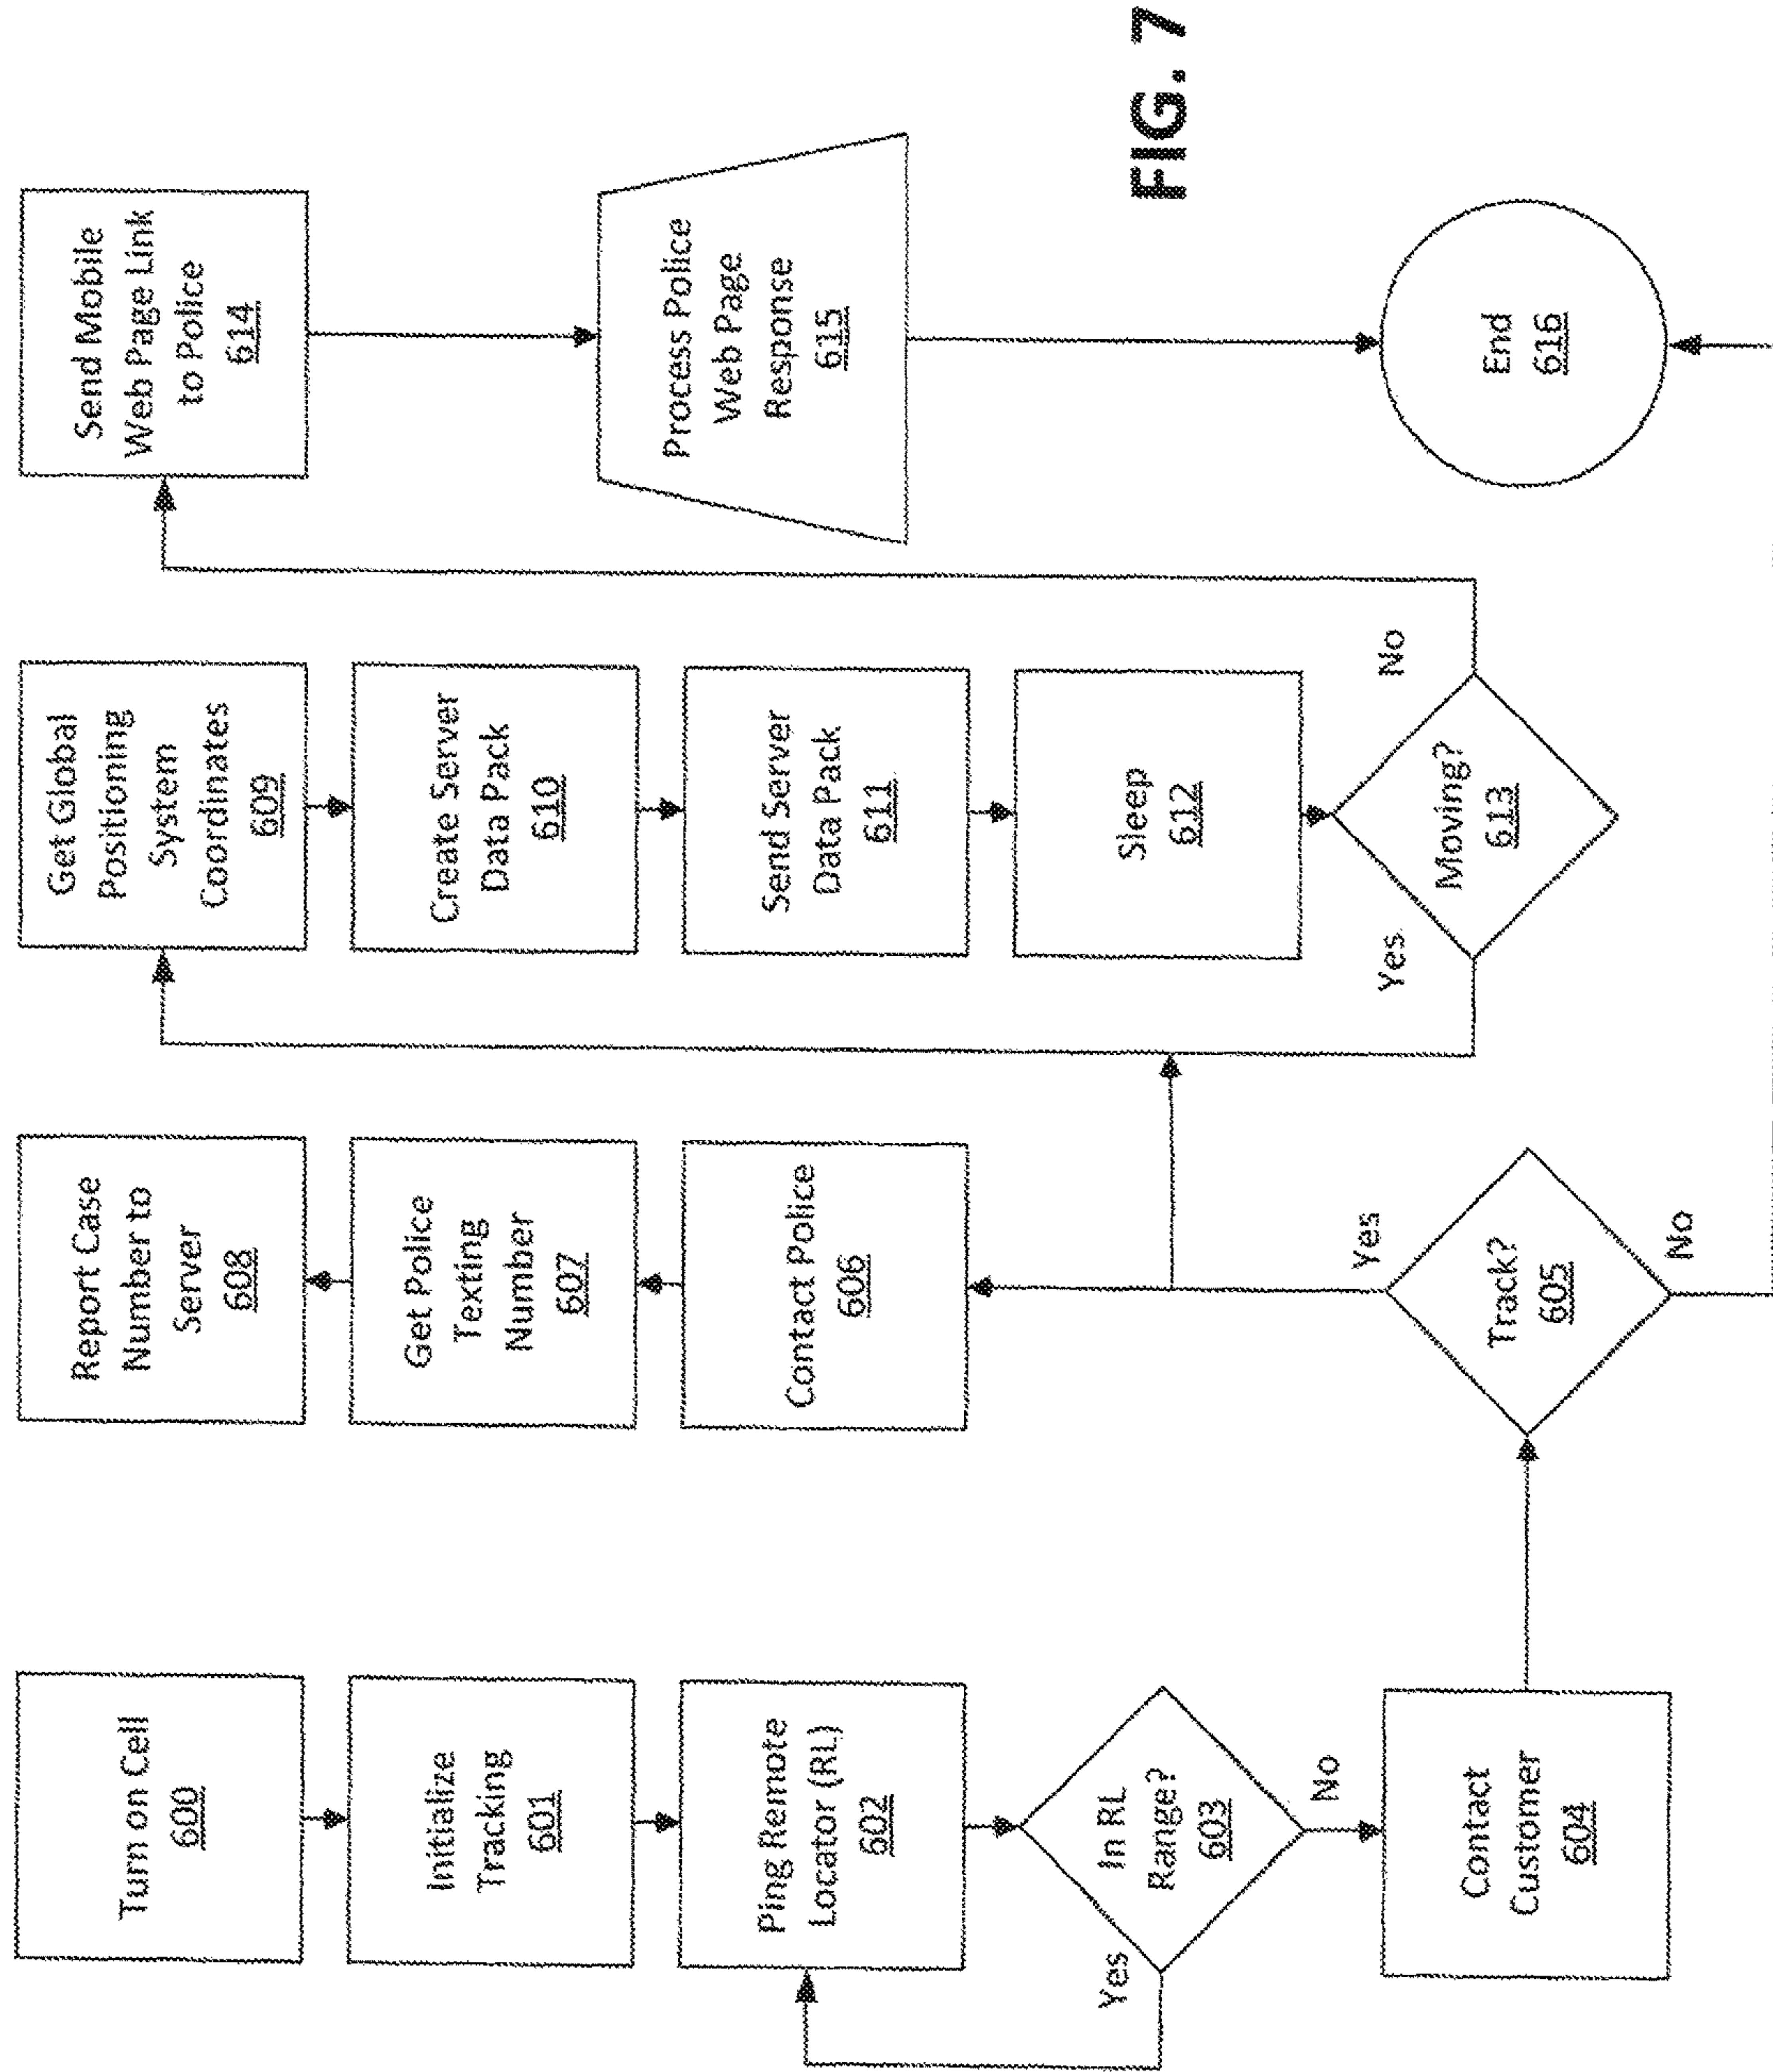 Turn on Cell
600
Initialize
Tracking
601
Ping Remote
Locator (RL)
602
In RL
Range?
603
Yes
No
Contact
Customer
604
Track?
605
Yes
No
Contact Police
606
Get Police
Texting
Number
607
Report Case
Number to
Server
608
Get Global
Positioning
System
Coordinates
609
Create Server
Data Pack
610
Send Server
Data Pack
611
Sleep
612
Moving?
613
Yes
No
Send Mobile
Web Page Link
to Police
614
Process Police
Web Page
Response
615
End
616
FIG. 7